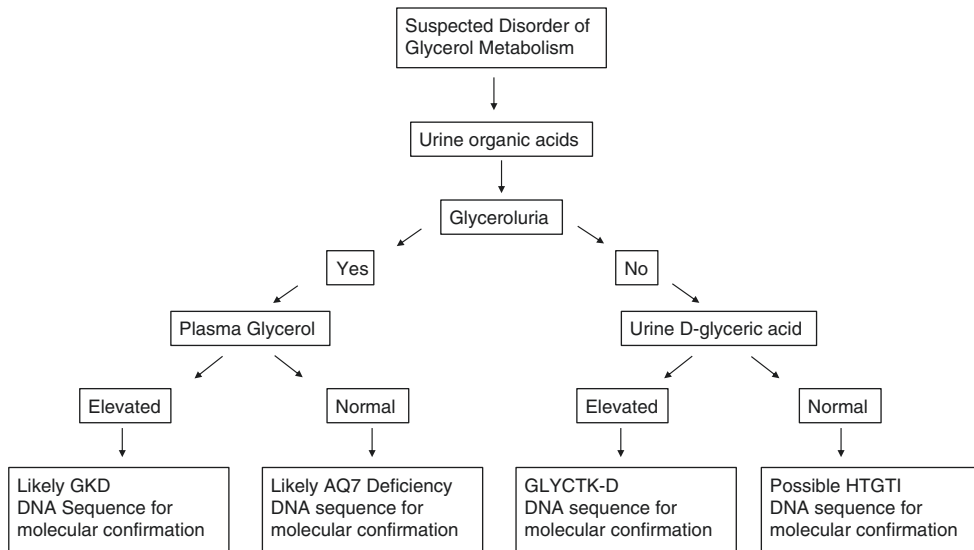 Suspected Disorder of
Glycerol Metabolism
Urine organic acids
Glyceroluria
Yes
No
Plasma Glycerol
Urine D-glyceric acid
Elevated
Normal
Elevated
Normal
Likely GKD
DNA Sequence for
molecular confirmation
Likely AQ7 Deficiency
DNA sequence for
molecular confirmation
GLYCTK-D
DNA sequence for
molecular confirmation
Possible HTGTI
DNA sequence for
molecular confirmation